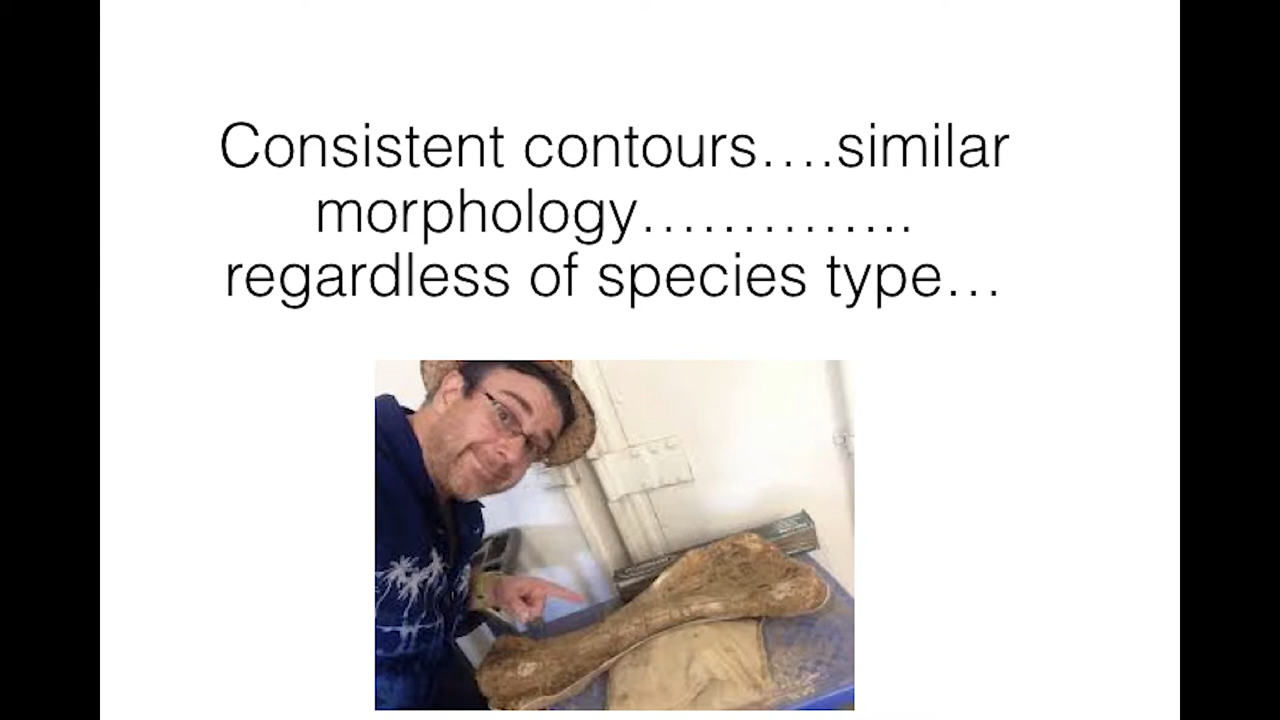 Consistent contours….similar
morphology…………..
regardless of species type…